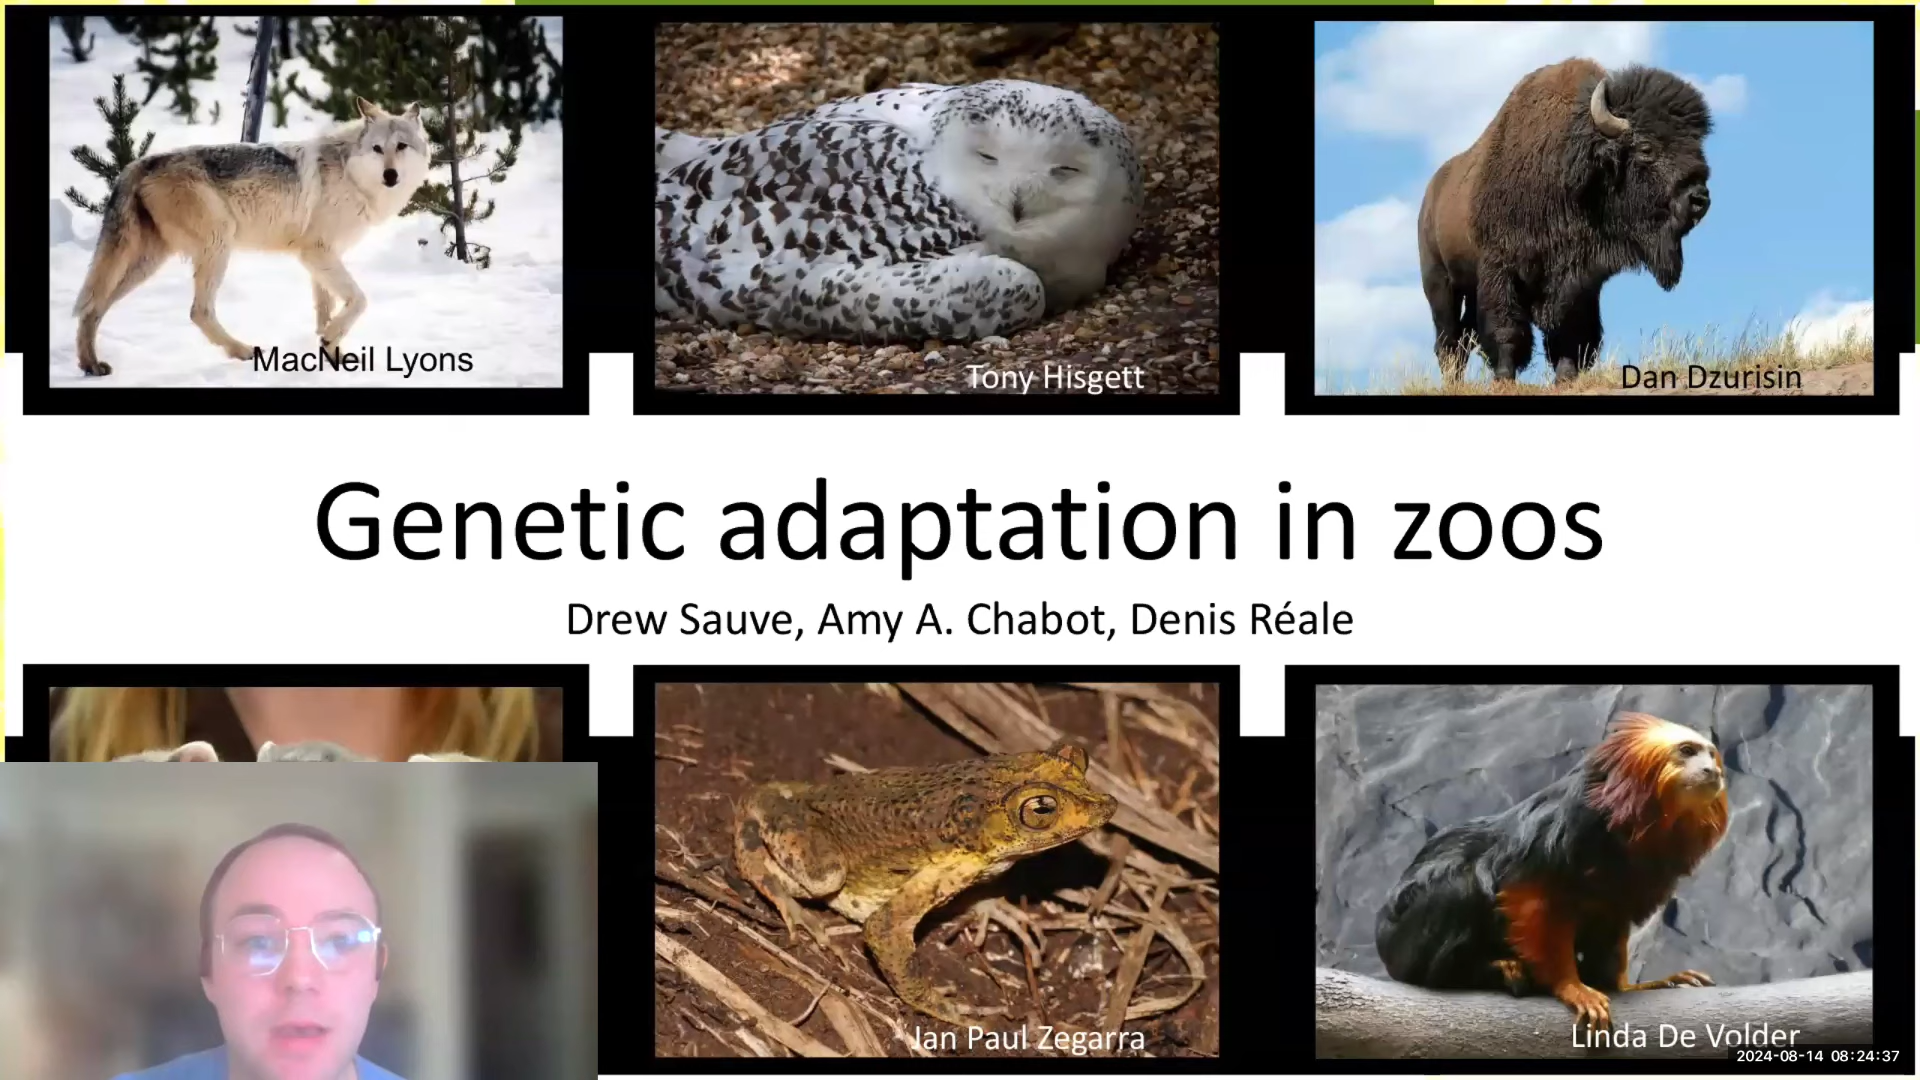 MacNeil Lyons
Tony Hisgett
Dan Dzurisin
Genetic adaptation in zoos
Drew Sauve, Amy A. Chabot, Denis Réale
Jan Paul Zegarra
Linda De Volder
2024-08-14 08:24:37